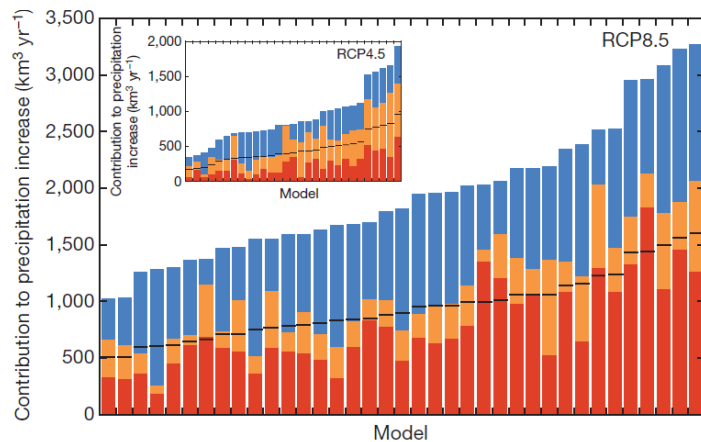 Contribution to precipitation increase (km³ yr⁻¹)
3,500
3,000
2,500
2,000
1,500
1,000
500
0
RCP8.5
Model
Contribution to precipitation
increase (km³ yr⁻¹)
2,000
1,500
1,000
500
0
RCP4.5
Model